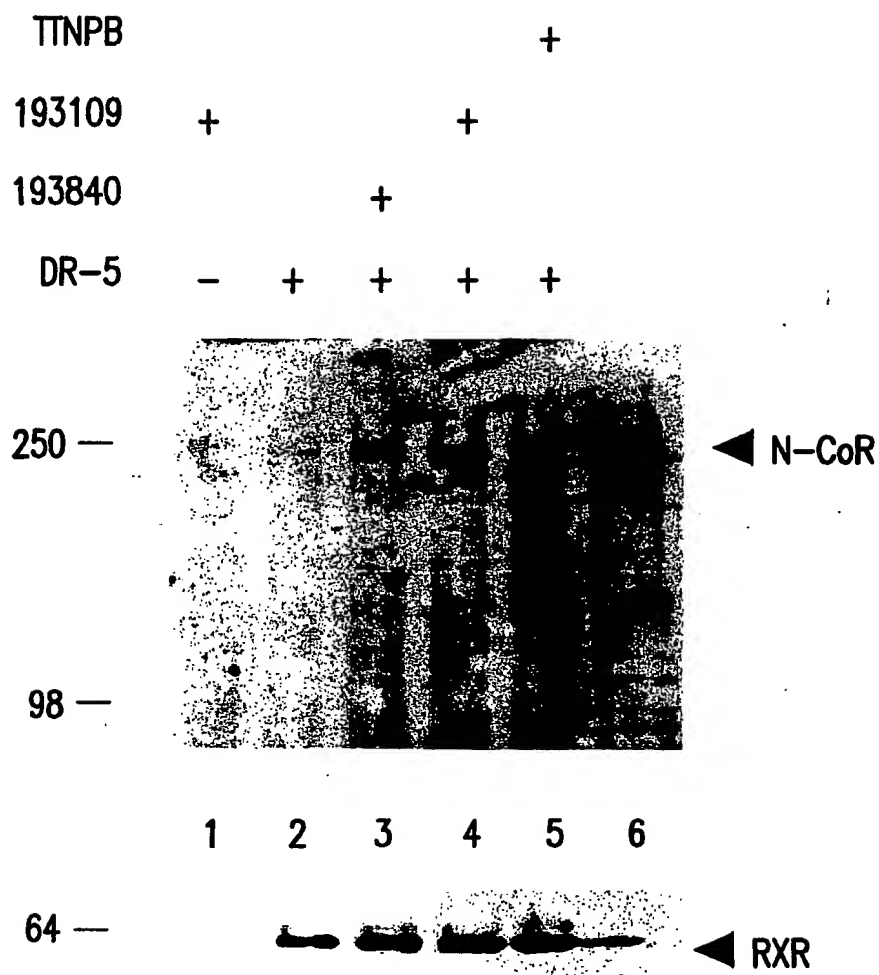 TTNPB +
193109 + +
193840 +
DR-5 - + + + +
250 — N-CoR
98 —
1 2 3 4 5 6
64 — RXR